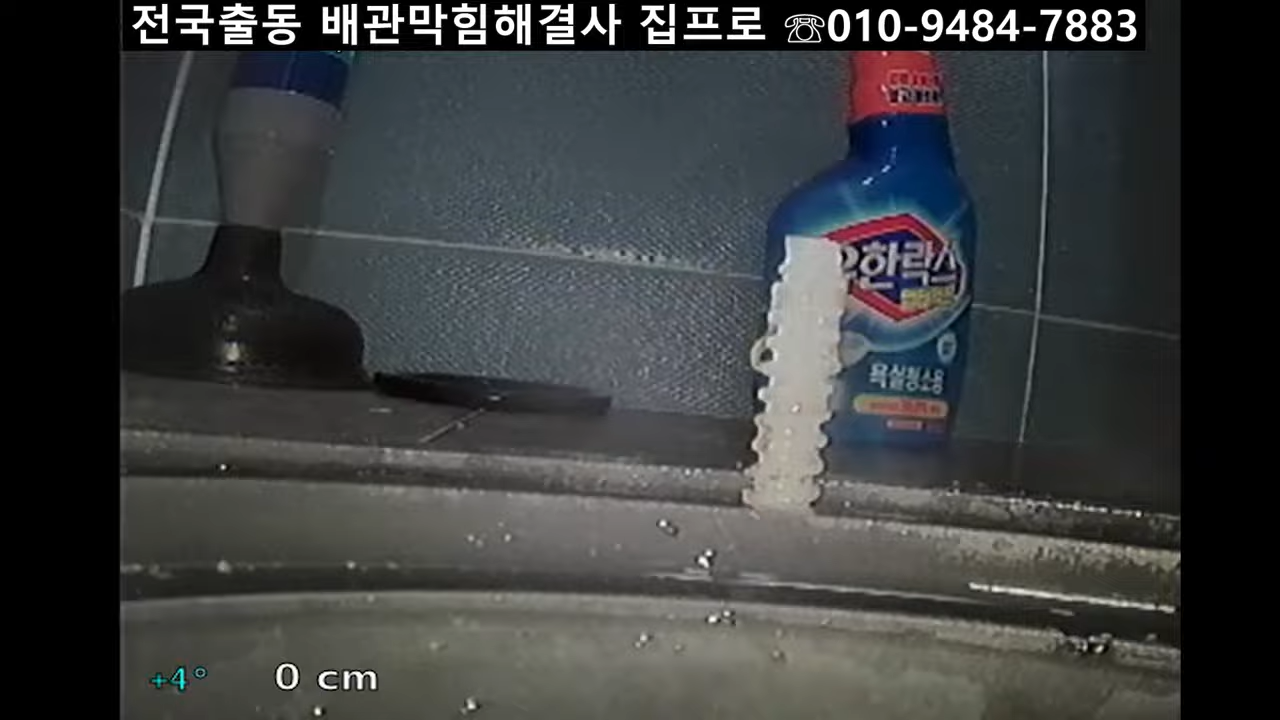 전국출동 배관막힘해결사 집프로 ☏010-9484-7883
유한락스
욕실청소용
+4°
0 cm